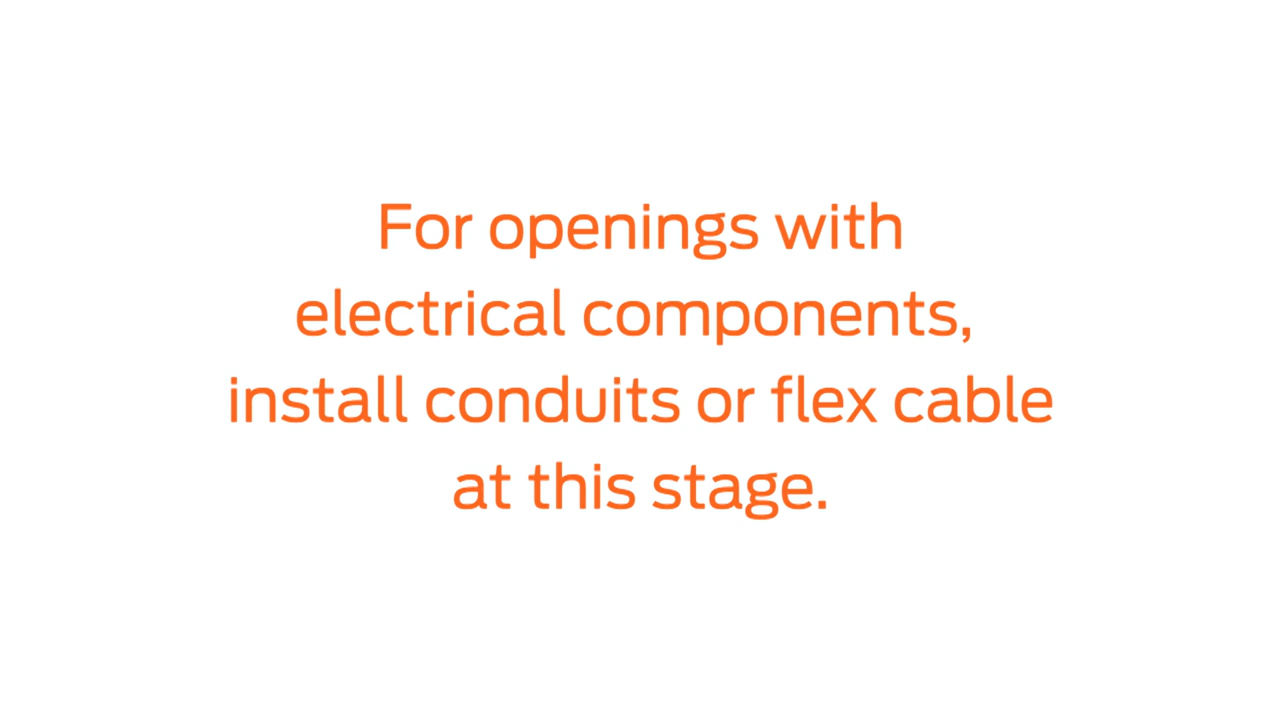 For openings with
electrical components,
install conduits or flex cable
at this stage.